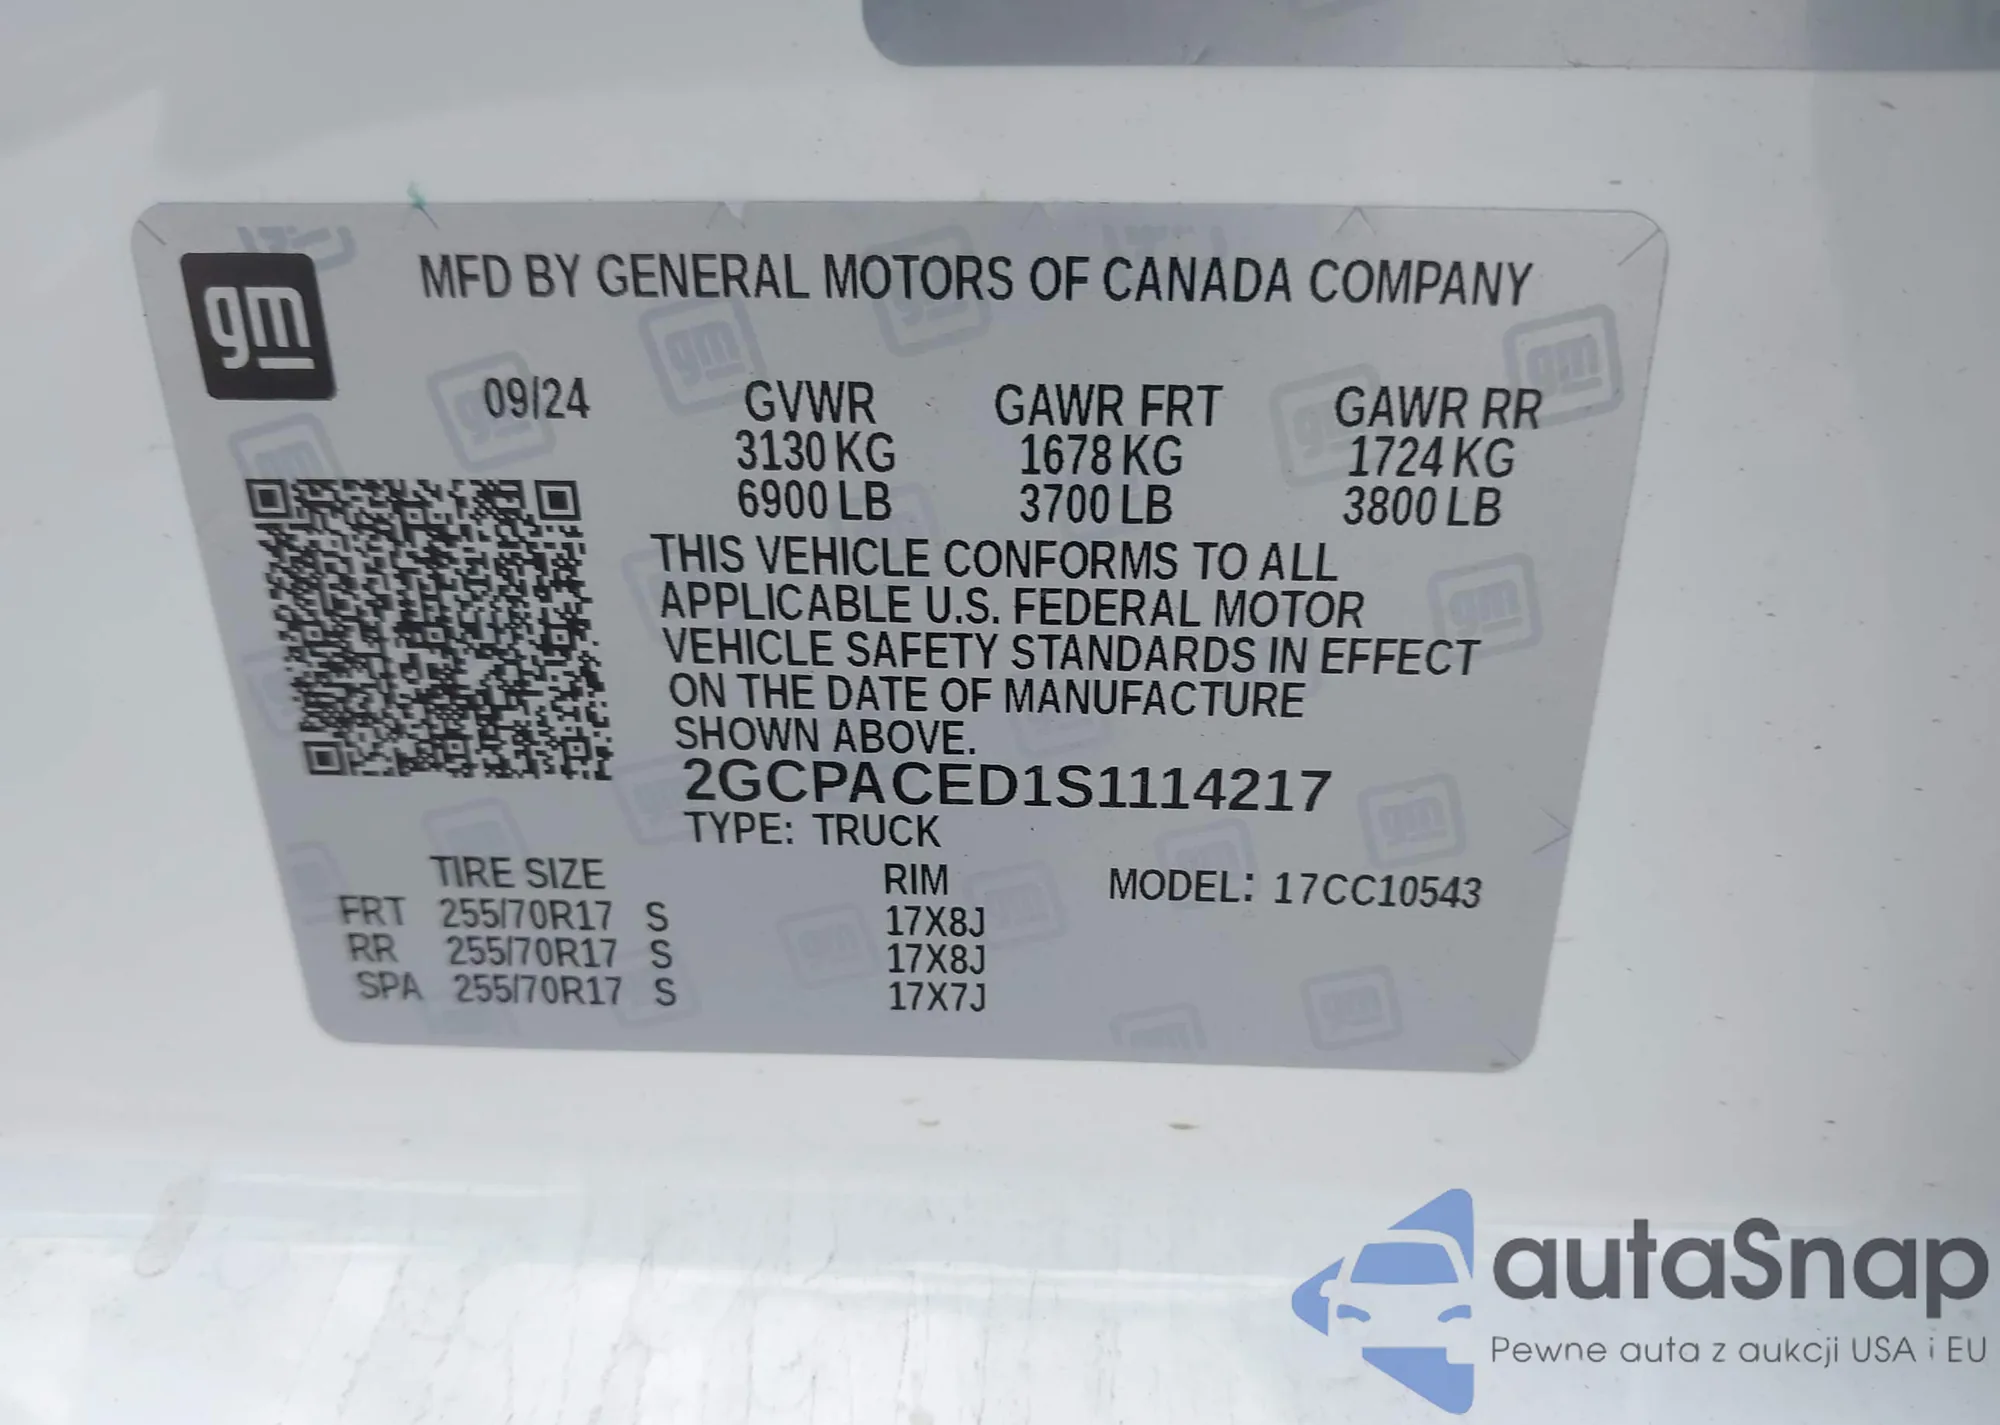 gm
MFD BY GENERAL MOTORS OF CANADA COMPANY
09/24
GVWR GAWR FRT GAWR RR
3130 KG 1678 KG 1724 KG
6900 LB 3700 LB 3800 LB
THIS VEHICLE CONFORMS TO ALL
APPLICABLE U.S. FEDERAL MOTOR
VEHICLE SAFETY STANDARDS IN EFFECT
ON THE DATE OF MANUFACTURE
SHOWN ABOVE.
2GCPACED1S1114217
TYPE: TRUCK
TIRE SIZE RIM MODEL: 17CC10543
FRT 255/70R17 S 17X8J
RR 255/70R17 S 17X8J
SPA 255/70R17 S 17X7J
autaSnap
Pewne auta z aukcji USA i EU